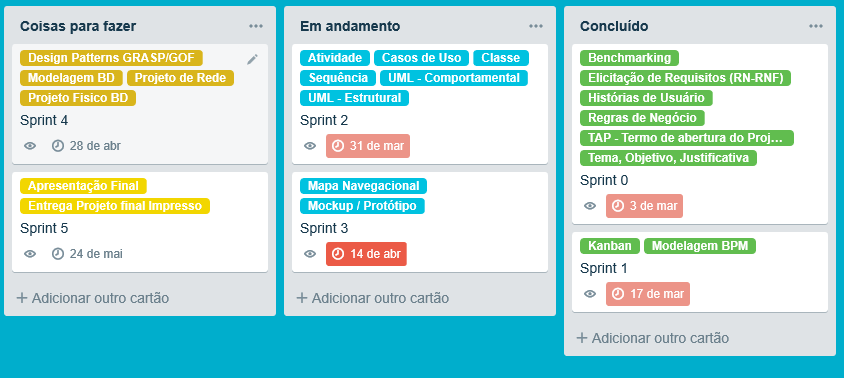 Coisas para fazer
Design Patterns GRASP/GOF
Modelagem BD Projeto de Rede
Projeto Fisico BD
Sprint 4
28 de abr
Apresentação Final
Entrega Projeto final Impresso
Sprint 5
24 de mai
+ Adicionar outro cartão
Em andamento
Atividade Casos de Uso Classe
Sequência UML - Comportamental
UML - Estrutural
Sprint 2
31 de mar
Mapa Navegacional
Mockup / Protótipo
Sprint 3
14 de abr
+ Adicionar outro cartão
Concluído
Benchmarking
Elicitação de Requisitos (RN-RNF)
Histórias de Usuário
Regras de Negócio
TAP - Termo de abertura do Proj...
Tema, Objetivo, Justificativa
Sprint 0
3 de mar
Kanban Modelagem BPM
Sprint 1
17 de mar
+ Adicionar outro cartão